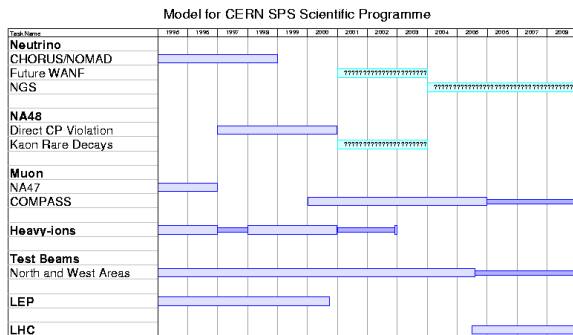 Model for CERN SPS Scientific Programme
Task Name 1995 1996 1997 1998 1999 2000 2001 2002 2003 2004 2005 2006 2007 2008
Neutrino
CHORUS/NOMAD
Future WANF ??????????????????????
NGS ?????????????????????????????????????
NA48
Direct CP Violation
Kaon Rare Decays ??????????????????????
Muon
NA47
COMPASS
Heavy-ions
Test Beams
North and West Areas
LEP
LHC